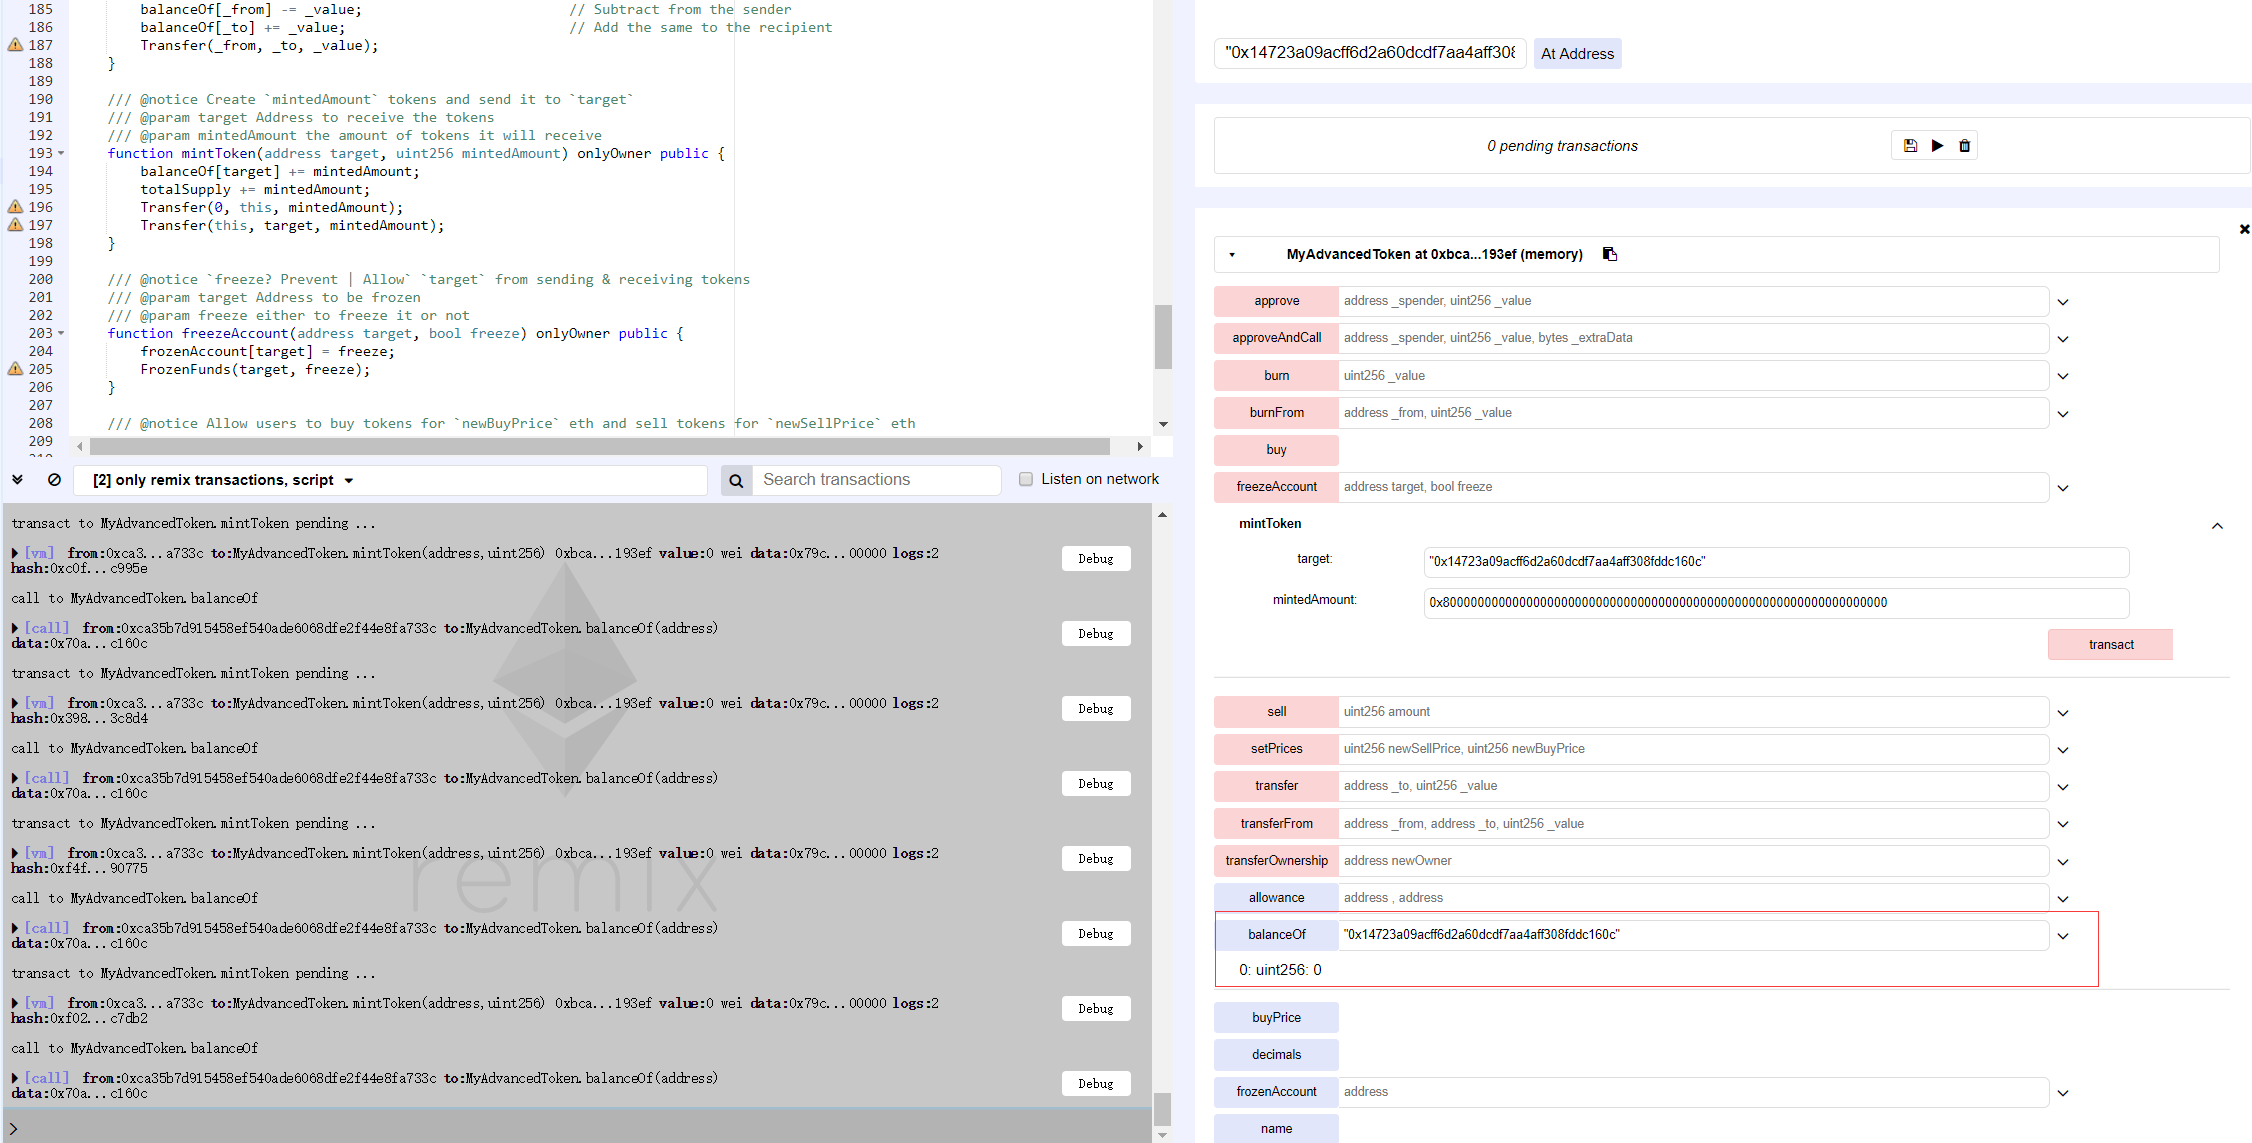 185 balanceOf[_from] -= _value; // Subtract from the sender
186 balanceOf[_to] += _value; // Add the same to the recipient
187 Transfer(_from, _to, _value);
188 }
189
190 /// @notice Create `mintedAmount` tokens and send it to `target`
191 /// @param target Address to receive the tokens
192 /// @param mintedAmount the amount of tokens it will receive
193 function mintToken(address target, uint256 mintedAmount) onlyOwner public {
194 balanceOf[target] += mintedAmount;
195 totalSupply += mintedAmount;
196 Transfer(0, this, mintedAmount);
197 Transfer(this, target, mintedAmount);
198 }
199
200 /// @notice `freeze? Prevent | Allow` `target` from sending & receiving tokens
201 /// @param target Address to be frozen
202 /// @param freeze either to freeze it or not
203 function freezeAccount(address target, bool freeze) onlyOwner public {
204 frozenAccount[target] = freeze;
205 FrozenFunds(target, freeze);
206 }
207
208 /// @notice Allow users to buy tokens for `newBuyPrice` eth and sell tokens for `newSellPrice` eth
209
[2] only remix transactions, script
Search transactions
Listen on network
transact to MyAdvancedToken.mintToken pending ...
[vm] from:0xca3...a733c to:MyAdvancedToken.mintToken(address,uint256) 0xbca...193ef value:0 wei data:0x79c...00000 logs:2
hash:0xc0f...c995e
Debug
call to MyAdvancedToken.balanceOf
[call] from:0xca35b7d915458ef540ade6068dfe2f44e8fa733c to:MyAdvancedToken.balanceOf(address)
data:0x70a...c160c
Debug
transact to MyAdvancedToken.mintToken pending ...
[vm] from:0xca3...a733c to:MyAdvancedToken.mintToken(address,uint256) 0xbca...193ef value:0 wei data:0x79c...00000 logs:2
hash:0x398...3c8d4
Debug
call to MyAdvancedToken.balanceOf
[call] from:0xca35b7d915458ef540ade6068dfe2f44e8fa733c to:MyAdvancedToken.balanceOf(address)
data:0x70a...c160c
Debug
transact to MyAdvancedToken.mintToken pending ...
[vm] from:0xca3...a733c to:MyAdvancedToken.mintToken(address,uint256) 0xbca...193ef value:0 wei data:0x79c...00000 logs:2
hash:0xf4f...90775
Debug
remix
call to MyAdvancedToken.balanceOf
[call] from:0xca35b7d915458ef540ade6068dfe2f44e8fa733c to:MyAdvancedToken.balanceOf(address)
data:0x70a...c160c
Debug
transact to MyAdvancedToken.mintToken pending ...
[vm] from:0xca3...a733c to:MyAdvancedToken.mintToken(address,uint256) 0xbca...193ef value:0 wei data:0x79c...00000 logs:2
hash:0xf02...c7db2
Debug
call to MyAdvancedToken.balanceOf
[call] from:0xca35b7d915458ef540ade6068dfe2f44e8fa733c to:MyAdvancedToken.balanceOf(address)
data:0x70a...c160c
Debug
>
"0x14723a09acff6d2a60dcdf7aa4aff308
At Address
0 pending transactions
MyAdvancedToken at 0xbca...193ef (memory)
approve address _spender, uint256 _value
approveAndCall address _spender, uint256 _value, bytes _extraData
burn uint256 _value
burnFrom address _from, uint256 _value
buy
freezeAccount address target, bool freeze
mintToken
target: "0x14723a09acff6d2a60dcdf7aa4aff308fddc160c"
mintedAmount: 0x8000000000000000000000000000000000000000000000000000000000000000
transact
sell uint256 amount
setPrices uint256 newSellPrice, uint256 newBuyPrice
transfer address _to, uint256 _value
transferFrom address _from, address _to, uint256 _value
transferOwnership address newOwner
allowance address , address
balanceOf "0x14723a09acff6d2a60dcdf7aa4aff308fddc160c"
0: uint256: 0
buyPrice
decimals
frozenAccount address
name